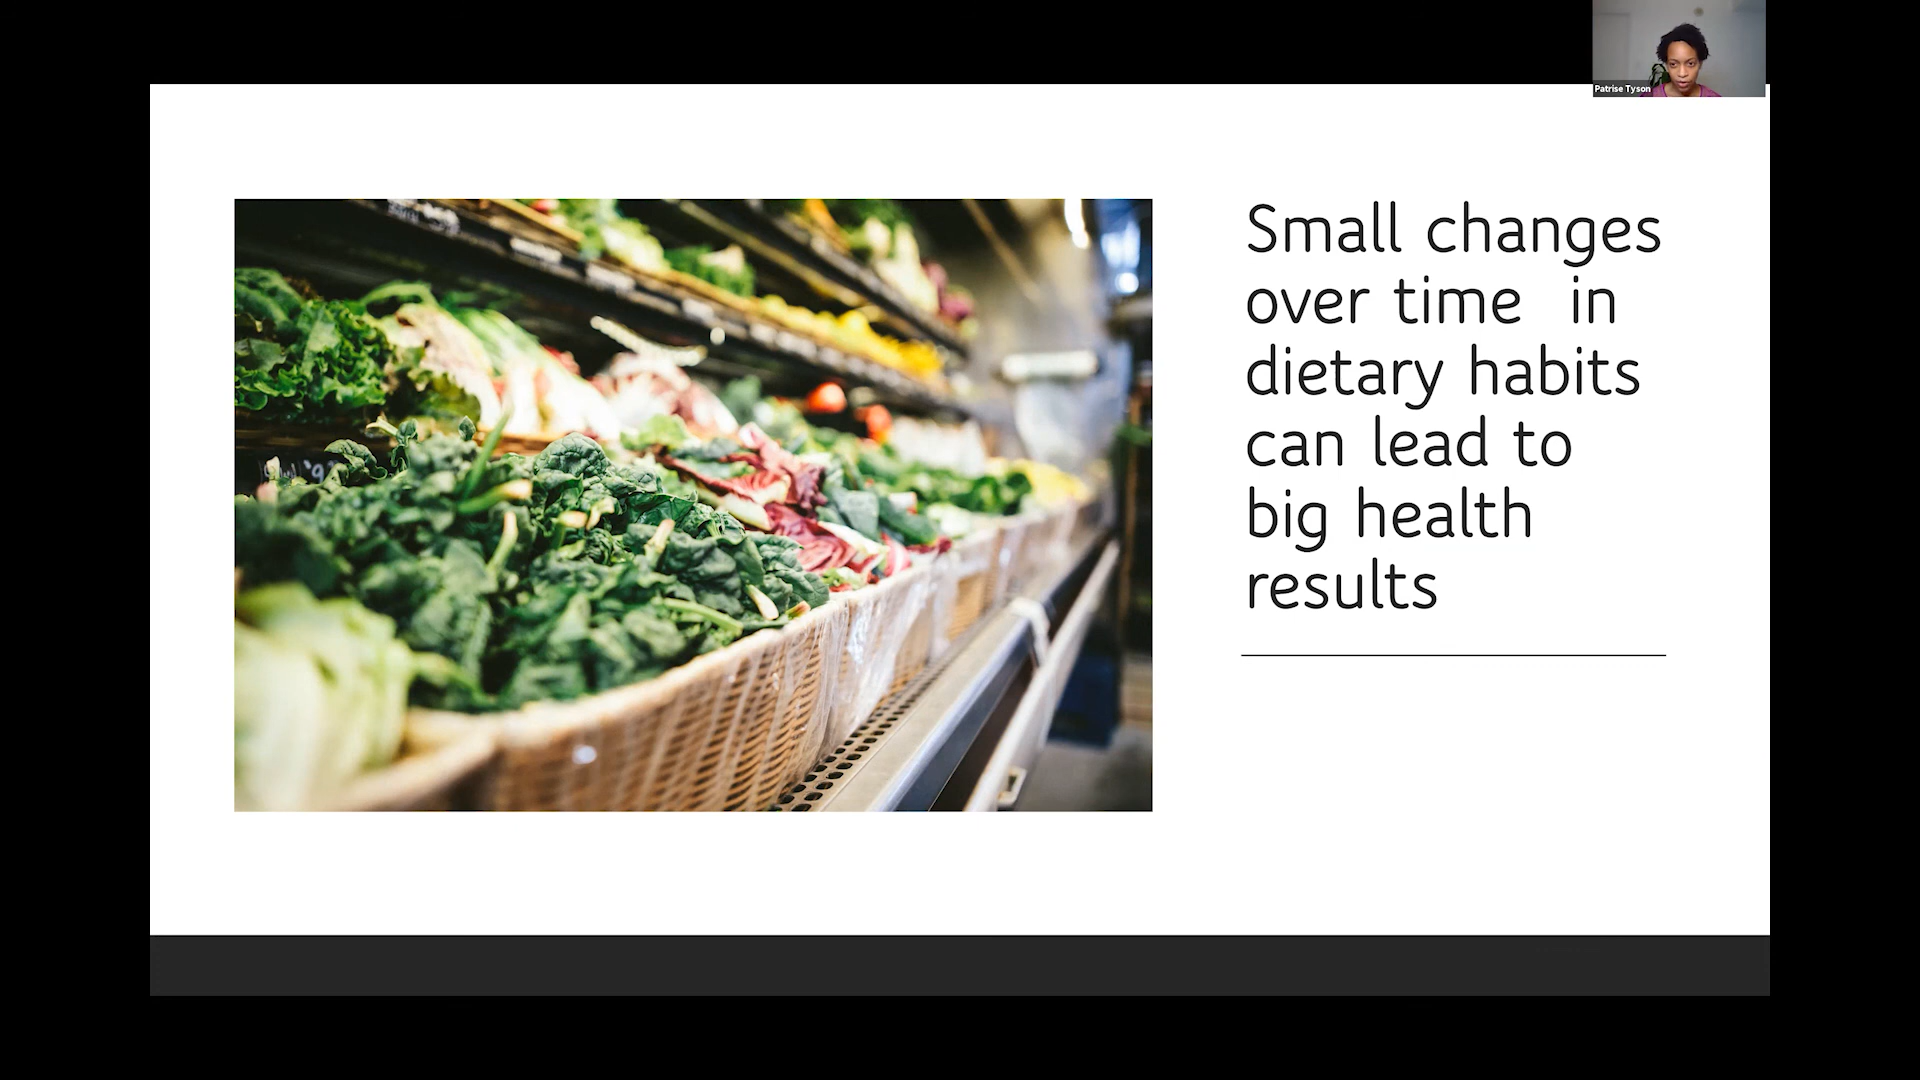 Patrise Tyson
Small changes
over time in
dietary habits
can lead to
big health
results